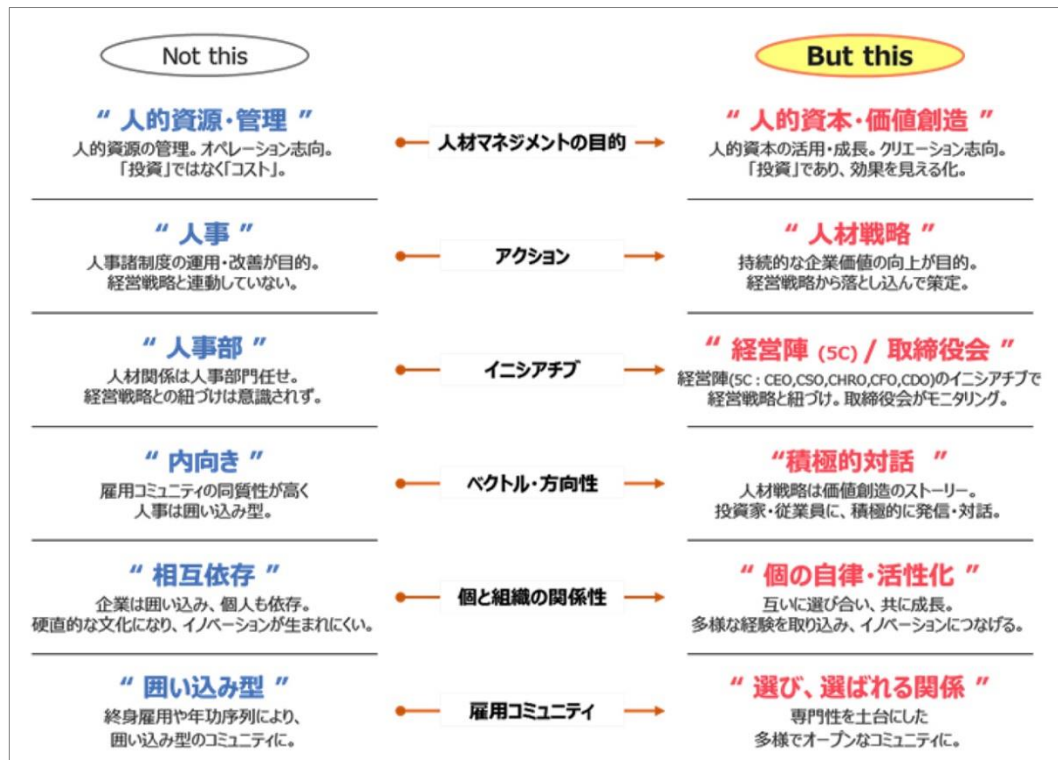 Not this
But this
“ 人的資源・管理 ”
人的資源の管理。オペレーション志向。
「投資」ではなく「コスト」。
人材マネジメントの目的
“ 人的資本・価値創造 ”
人的資本の活用・成長。クリエーション志向。
「投資」であり、効果を見える化。
“ 人事 ”
人事諸制度の運用・改善が目的。
経営戦略と連動していない。
アクション
“ 人材戦略 ”
持続的な企業価値の向上が目的。
経営戦略から落とし込んで策定。
“ 人事部 ”
人材関係は人事部門任せ。
経営戦略との紐づけは意識されず。
イニシアチブ
“ 経営陣 (5C) / 取締役会 ”
経営陣(5C : CEO,CSO,CHRO,CFO,CDO)のイニシアチブで
経営戦略と紐づけ。取締役会がモニタリング。
“ 内向き ”
雇用コミュニティの同質性が高く
人事は囲い込み型。
ベクトル・方向性
“積極的対話 ”
人材戦略は価値創造のストーリー。
投資家・従業員に、積極的に発信・対話。
“ 相互依存 ”
企業は囲い込み、個人も依存。
硬直的な文化になり、イノベーションが生まれにくい。
個と組織の関係性
“ 個の自律・活性化 ”
互いに選び合い、共に成長。
多様な経験を取り込み、イノベーションにつなげる。
“ 囲い込み型 ”
終身雇用や年功序列により、
囲い込み型のコミュニティに。
雇用コミュニティ
“ 選び、選ばれる関係 ”
専門性を土台にした
多様でオープンなコミュニティに。